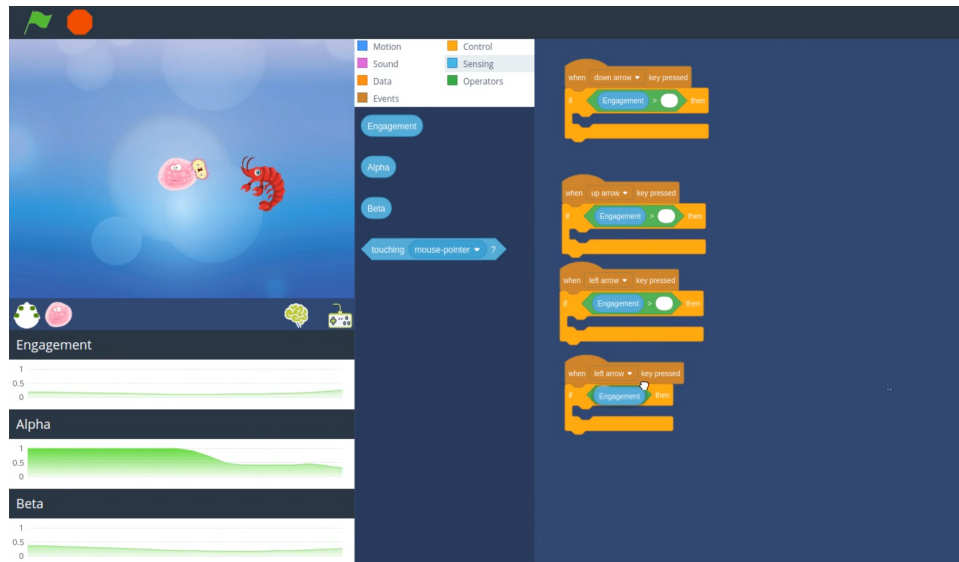 Motion
Control
Sound
Sensing
Data
Operators
Events
Engagement
Alpha
Beta
touching mouse-pointer ?
when down arrow key pressed
if Engagement > then
when up arrow key pressed
if Engagement > then
when left arrow key pressed
if Engagement > then
when left arrow key pressed
if Engagement then
Engagement
1
0.5
0
Alpha
1
0.5
0
Beta
1
0.5
0